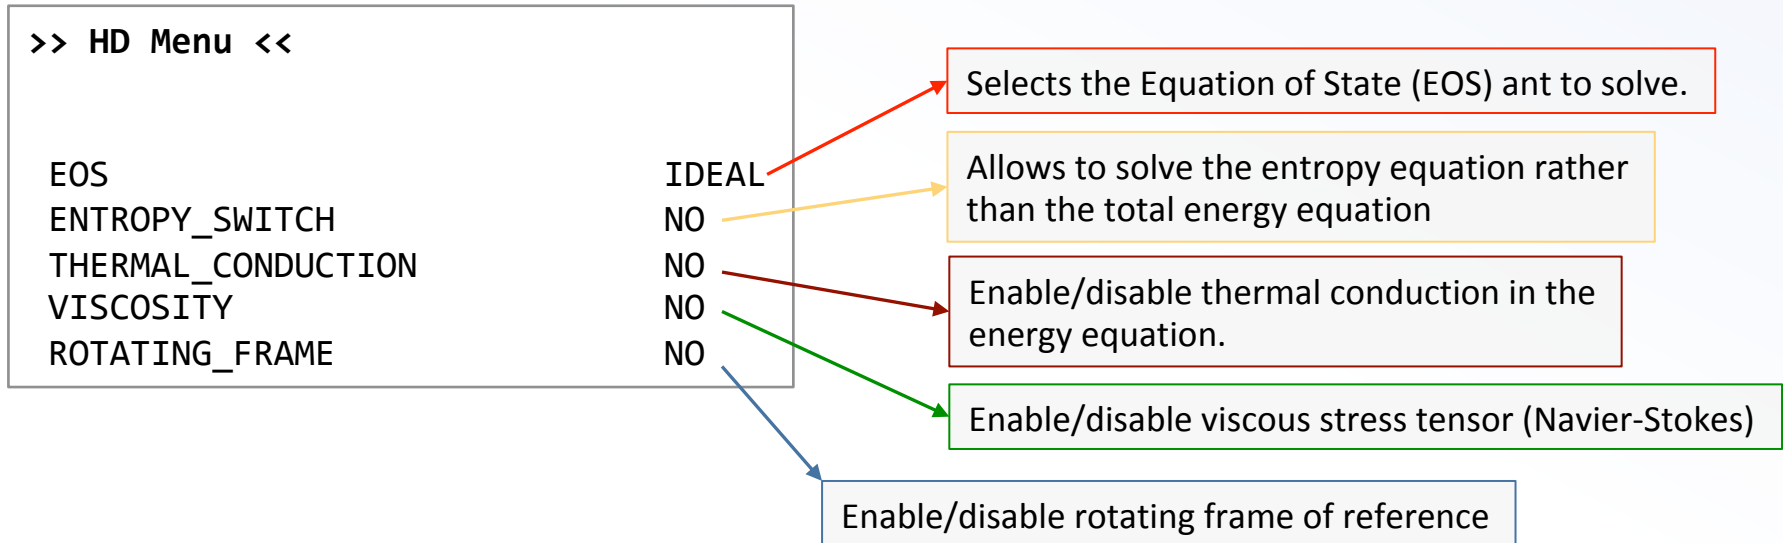 >> HD Menu <<
EOS IDEAL
ENTROPY_SWITCH NO
THERMAL_CONDUCTION NO
VISCOSITY NO
ROTATING_FRAME NO
Selects the Equation of State (EOS) ant to solve.
Allows to solve the entropy equation rather
than the total energy equation
Enable/disable thermal conduction in the
energy equation.
Enable/disable viscous stress tensor (Navier-Stokes)
Enable/disable rotating frame of reference